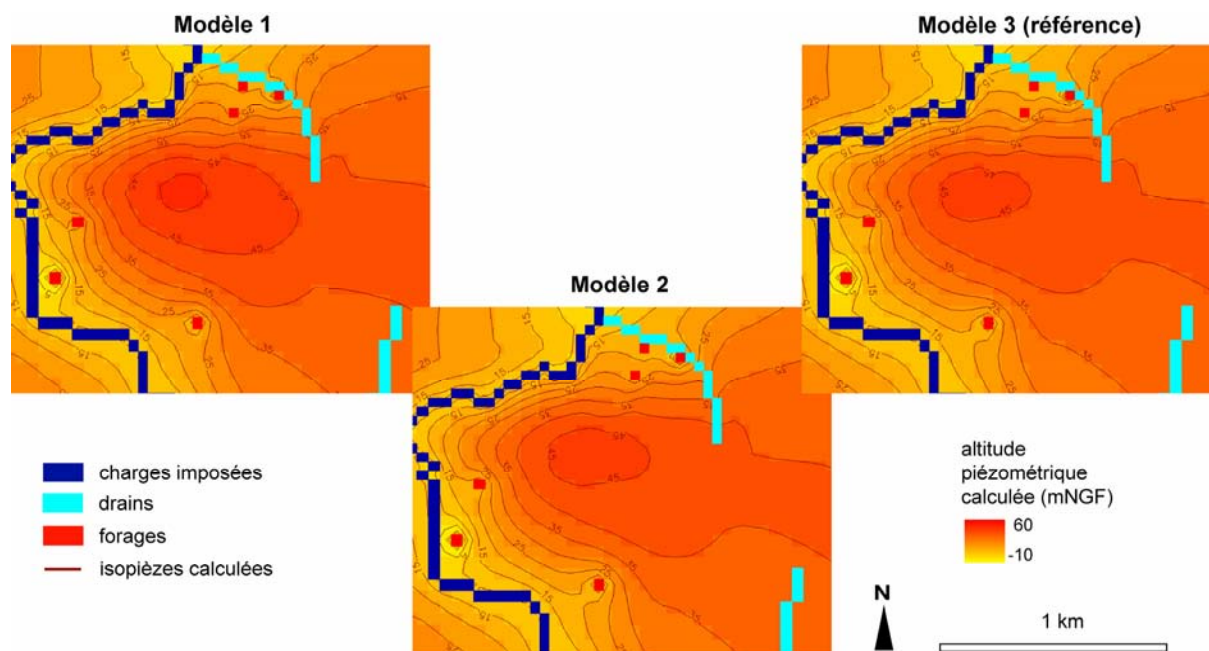 Modèle 1
Modèle 3 (référence)
Modèle 2
charges imposées
drains
forages
isopièzes calculées
altitude
piézométrique
calculée (mNGF)
60
-10
N
1 km